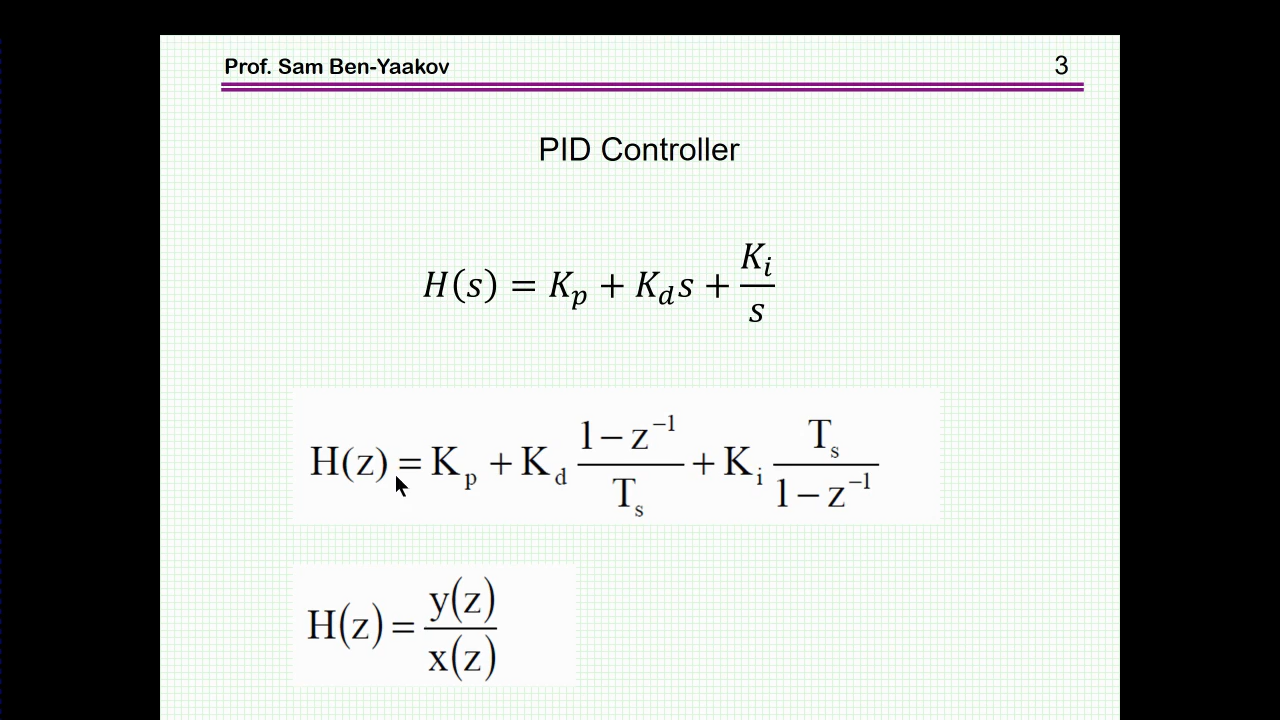 Prof. Sam Ben-Yaakov 3
PID Controller
H(s) = K_p + K_d s + K_i/s
H(z) = K_p + K_d (1 − z^{−1})/T_s + K_i T_s/(1 − z^{−1})
H(z) = y(z)/x(z)